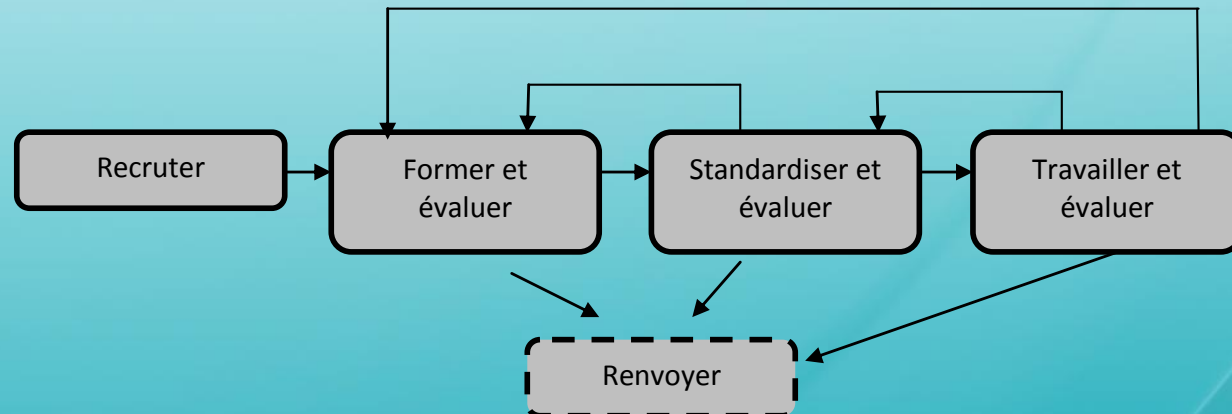 Recruter
Former et
évaluer
Standardiser et
évaluer
Travailler et
évaluer
Renvoyer